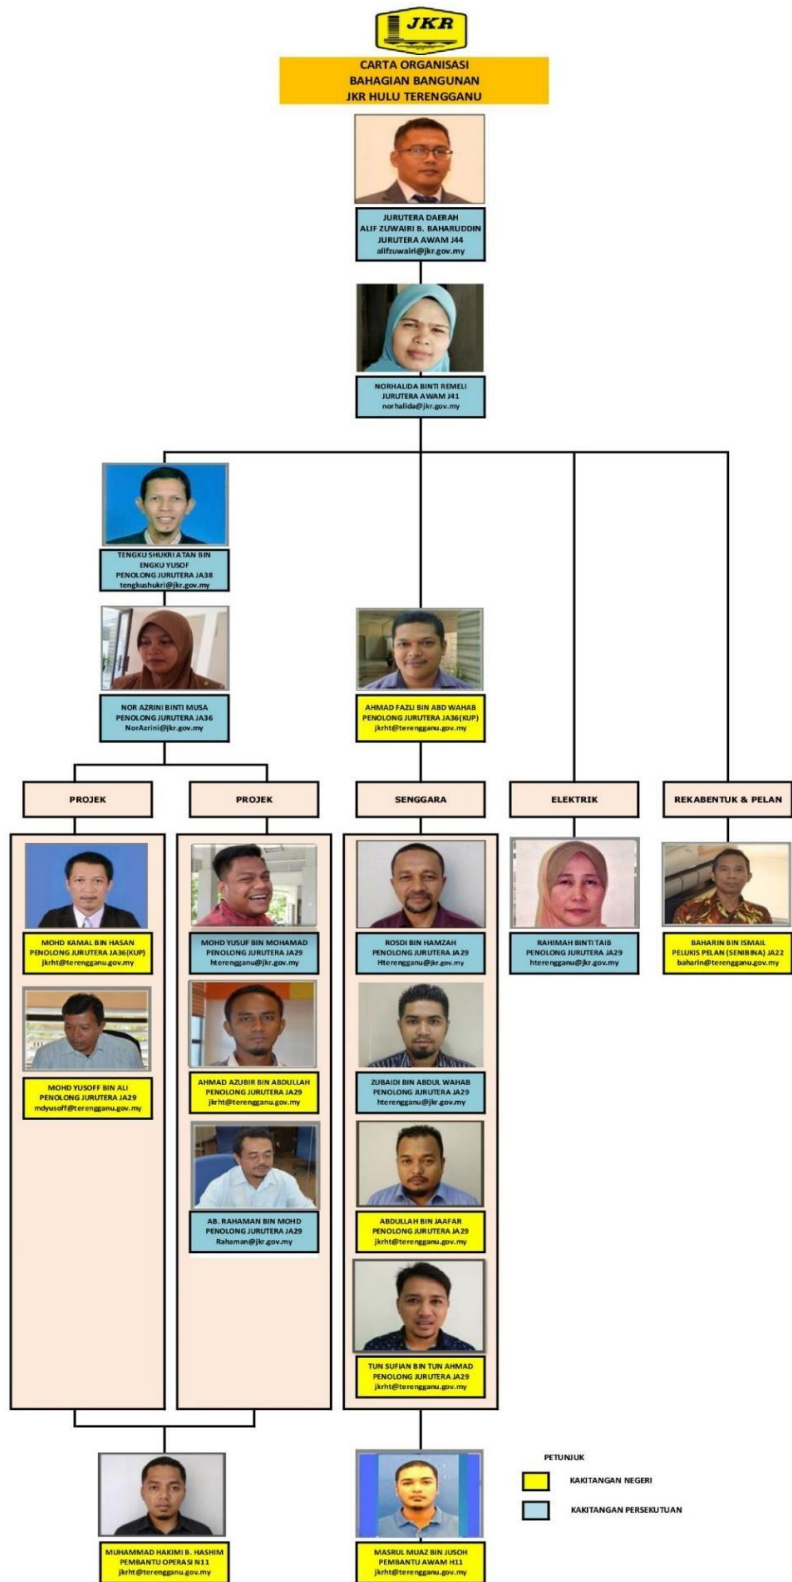 JKR
CARTA ORGANISASI
BAHAGIAN BANGUNAN
JKR HULU TERENGGANU
JURUTERA DAERAH
ALIF ZUWAIRI B. BAHARUDDIN
JURUTERA AWAM J44
alifzuwairi@jkr.gov.my
NORHALIDA BINTI REMELI
JURUTERA AWAM J41
norhalida@jkr.gov.my
TENGKU SHUKRI ATAN BIN
ENGKU YUSOF
PENOLONG JURUTERA JA38
tengkushukri@jkr.gov.my
NOR AZRINI BINTI MUSA
PENOLONG JURUTERA JA36
NorAzrini@jkr.gov.my
AHMAD FAZLI BIN ABD WAHAB
PENOLONG JURUTERA JA36(KUP)
jkrht@terengganu.gov.my
PROJEK
PROJEK
SENGGARA
ELEKTRIK
REKABENTUK & PELAN
MOHD KAMAL BIN HASAN
PENOLONG JURUTERA JA36(KUP)
jkrht@terengganu.gov.my
MOHD YUSOFF BIN ALI
PENOLONG JURUTERA JA29
mdyusoff@terengganu.gov.my
MOHD YUSUF BIN MOHAMAD
PENOLONG JURUTERA JA29
hterengganu@jkr.gov.my
AHMAD AZUBIR BIN ABDULLAH
PENOLONG JURUTERA JA29
jkrht@terengganu.gov.my
AB. RAHAMAN BIN MOHD
PENOLONG JURUTERA JA29
Rahaman@jkr.gov.my
ROSDI BIN HAMZAH
PENOLONG JURUTERA JA29
Hterengganu@jkr.gov.my
ZUBAIDI BIN ABDUL WAHAB
PENOLONG JURUTERA JA29
hterengganu@jkr.gov.my
ABDULLAH BIN JAAFAR
PENOLONG JURUTERA JA29
jkrht@terengganu.gov.my
TUN SUFIAN BIN TUN AHMAD
PENOLONG JURUTERA JA29
jkrht@terengganu.gov.my
RAHIMAH BINTI TAIB
PENOLONG JURUTERA JA29
hterengganu@jkr.gov.my
BAHARIN BIN ISMAIL
PELUKIS PELAN (SENIBINA) JA22
baharin@terengganu.gov.my
MUHAMMAD HAKIMI B. HASHIM
PEMBANTU OPERASI N11
jkrht@terengganu.gov.my
MASRUL MUAZ BIN JUSOH
PEMBANTU AWAM H11
jkrht@terengganu.gov.my
PETUNJUK
KAKITANGAN NEGERI
KAKITANGAN PERSEKUTUAN